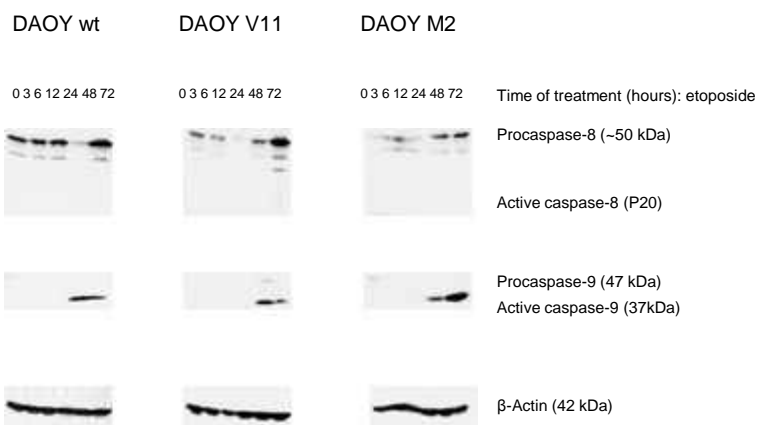 DAOY wt DAOY V11 DAOY M2
0 3 6 12 24 48 72 0 3 6 12 24 48 72 0 3 6 12 24 48 72 Time of treatment (hours): etoposide
Procaspase-8 (~50 kDa)
Active caspase-8 (P20)
Procaspase-9 (47 kDa)
Active caspase-9 (37kDa)
β-Actin (42 kDa)